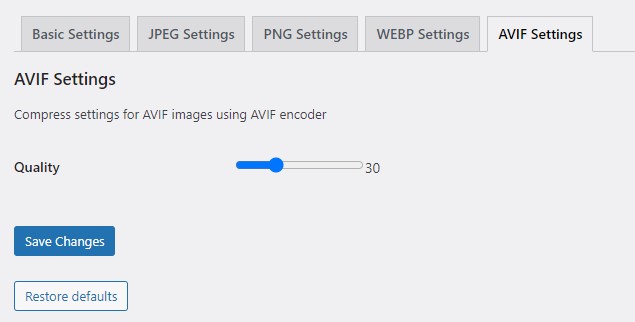 Basic Settings JPEG Settings PNG Settings WEBP Settings AVIF Settings
AVIF Settings
Compress settings for AVIF images using AVIF encoder
Quality 30
Save Changes
Restore defaults